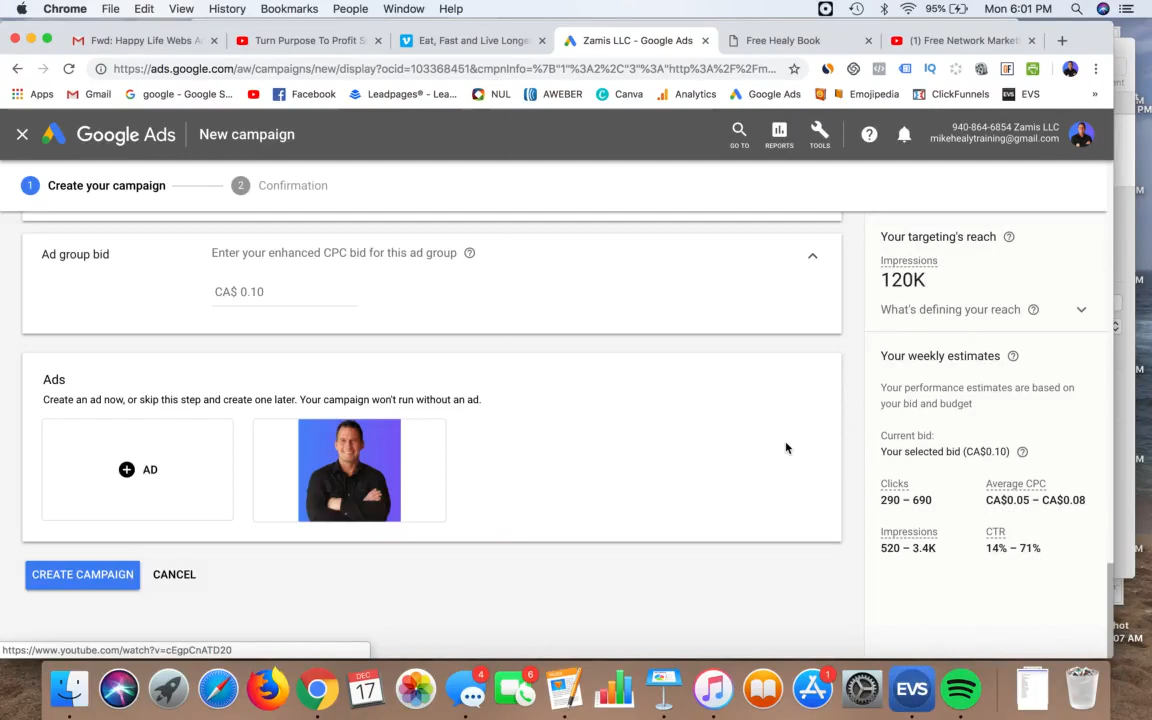 Chrome File Edit View History Bookmarks People Window Help 95% Mon 6:01 PM
Fwd: Happy Life Webs A Turn Purpose To Profit S Eat, Fast and Live Longe Zamis LLC - Google Ads Free Healy Book (1) Free Network Market
https://ads.google.com/aw/campaigns/new/display?ocid=103368451&cmpnInfo=%7B"1"%3A2%2C"3"%3A"http%3A%2F%2Fm...
Apps Gmail google - Google S... Facebook Leadpages® - Lea... NUL AWEBER Canva Analytics Google Ads Emojipedia ClickFunnels EVS EVS »
Google Ads New campaign
GO TO REPORTS TOOLS
940-864-6854 Zamis LLC
mikehealytraining@gmail.com
1 Create your campaign 2 Confirmation
Ad group bid Enter your enhanced CPC bid for this ad group
CA$ 0.10
Ads
Create an ad now, or skip this step and create one later. Your campaign won't run without an ad.
AD
CREATE CAMPAIGN CANCEL
Your targeting's reach
Impressions
120K
What's defining your reach
Your weekly estimates
Your performance estimates are based on
your bid and budget
Current bid:
Your selected bid (CA$0.10)
Clicks Average CPC
290 – 690 CA$0.05 – CA$0.08
Impressions CTR
520 – 3.4K 14% – 71%
https://www.youtube.com/watch?v=cEgpCnATD20
DEC
17
4
6
1
EVS
hot
07 AM